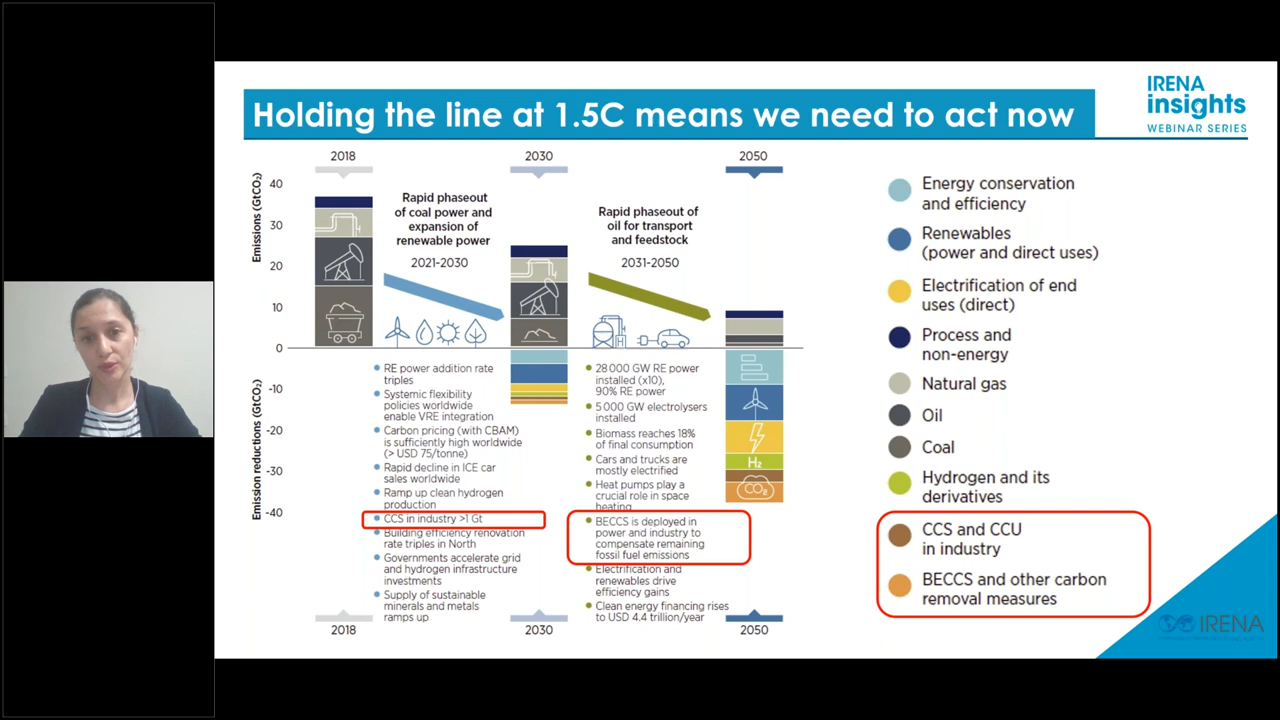 Holding the line at 1.5C means we need to act now
IRENA
insights
WEBINAR SERIES
2018
2030
2050
Emissions (GtCO₂)
40
30
20
10
0
-10
-20
-30
-40
Emission reductions (GtCO₂)
Rapid phaseout
of coal power and
expansion of
renewable power
2021-2030
Rapid phaseout of
oil for transport
and feedstock
2031-2050
RE power addition rate
triples
Systemic flexibility
policies worldwide
enable VRE integration
Carbon pricing (with CBAM)
is sufficiently high worldwide
(> USD 75/tonne)
Rapid decline in ICE car
sales worldwide
Ramp up clean hydrogen
production
CCS in industry >1 Gt
Building efficiency renovation
rate triples in North
Governments accelerate grid
and hydrogen infrastructure
investments
Supply of sustainable
minerals and metals
ramps up
28 000 GW RE power
installed (x10),
90% RE power
5 000 GW electrolysers
installed
Biomass reaches 18%
of final consumption
Cars and trucks are
mostly electrified
Heat pumps play a
crucial role in space
heating
BECCS is deployed in
power and industry to
compensate remaining
fossil fuel emissions
Electrification and
renewables drive
efficiency gains
Clean energy financing rises
to USD 4.4 trillion/year
H₂
CO₂
2018
2030
2050
Energy conservation
and efficiency
Renewables
(power and direct uses)
Electrification of end
uses (direct)
Process and
non-energy
Natural gas
Oil
Coal
Hydrogen and its
derivatives
CCS and CCU
in industry
BECCS and other carbon
removal measures
IRENA